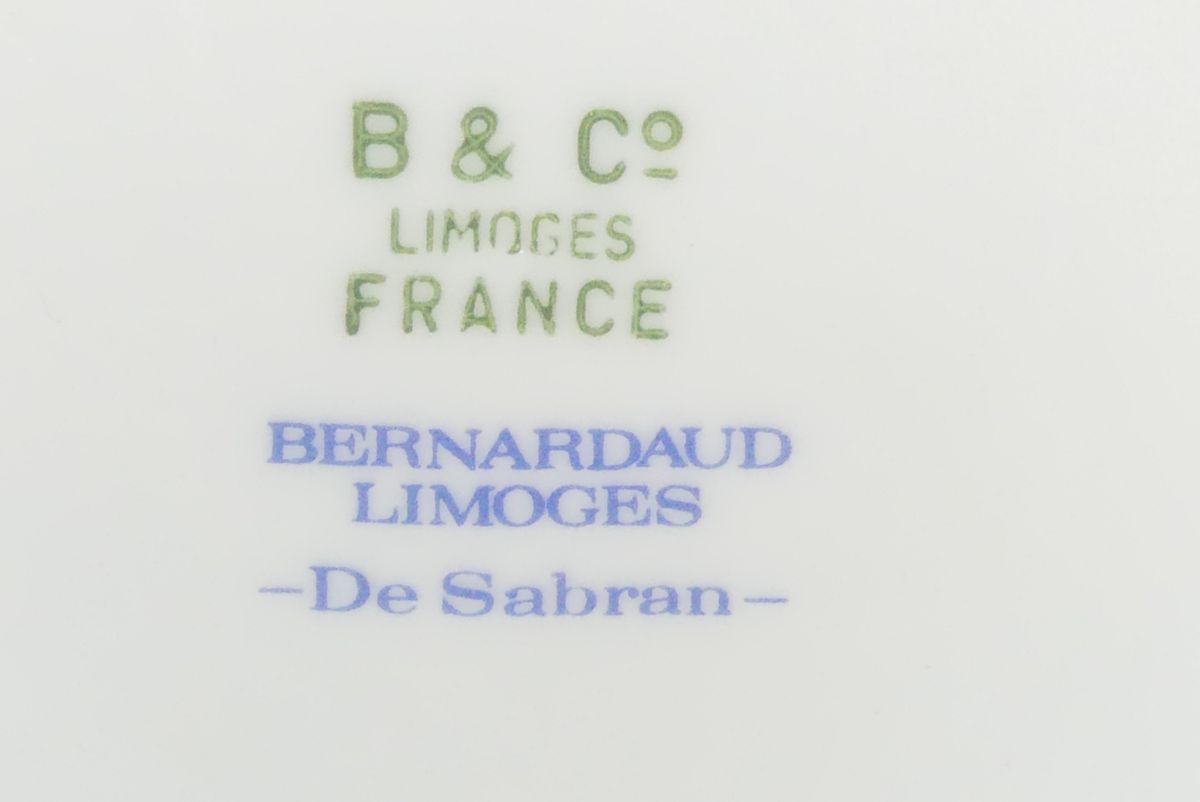 B & Cº
LIMOGES
FRANCE
BERNARDAUD
LIMOGES
–De Sabran–